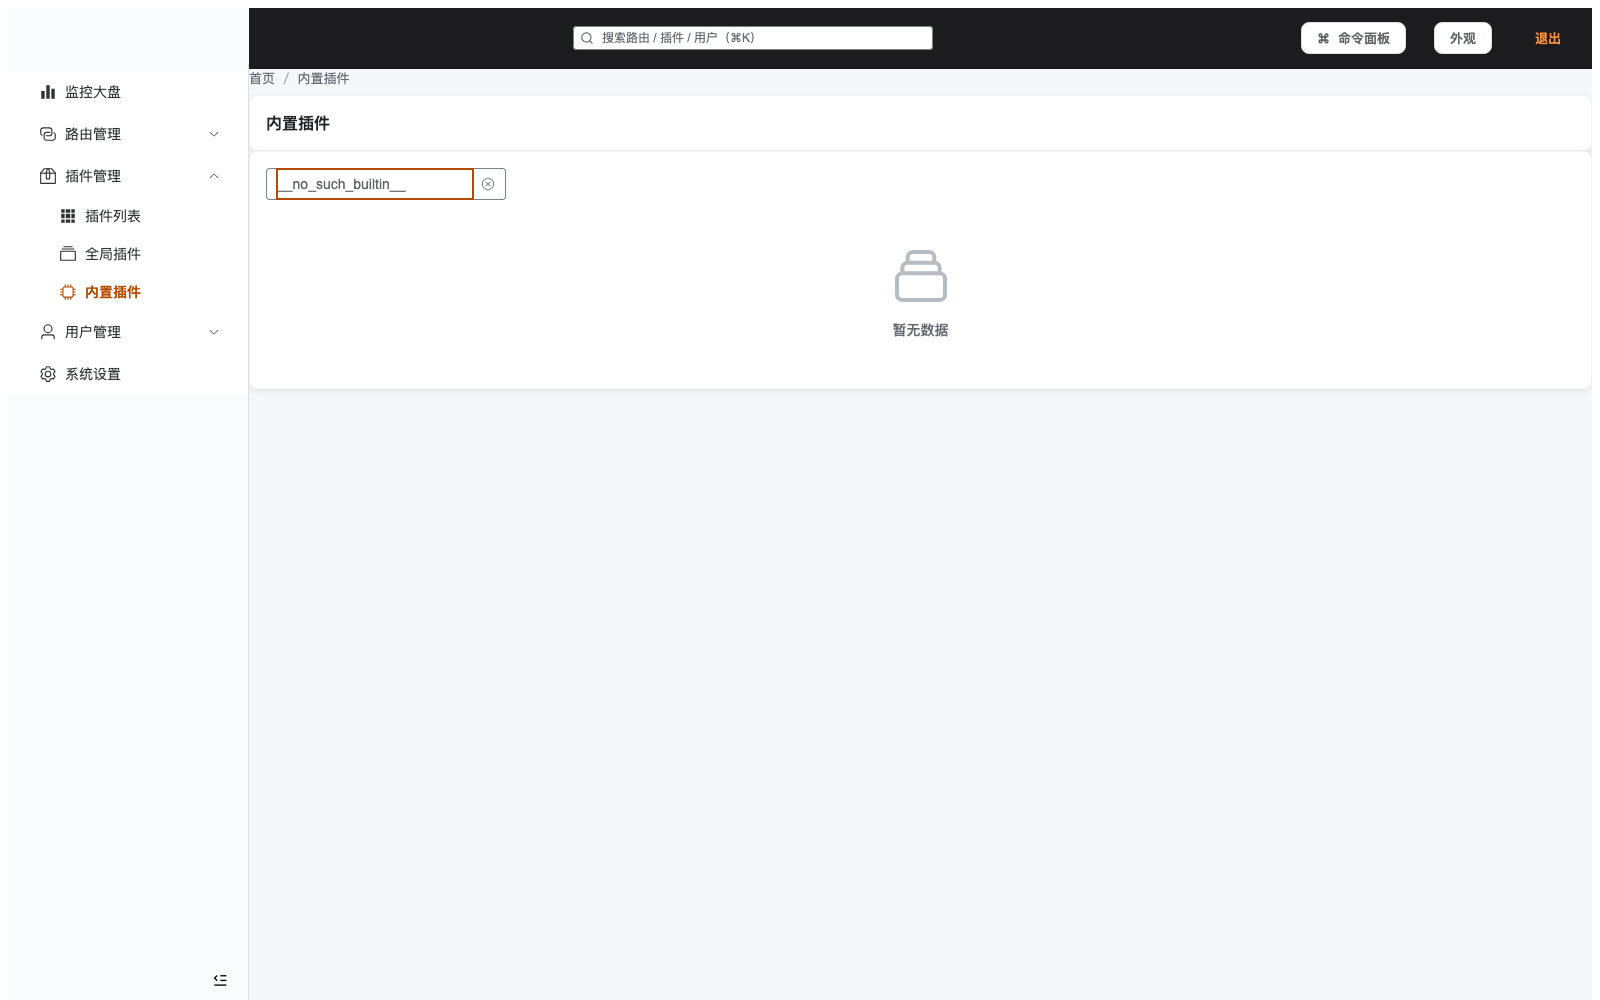 搜索路由 / 插件 / 用户（⌘K）
⌘ 命令面板
外观
退出
监控大盘
路由管理
插件管理
插件列表
全局插件
内置插件
用户管理
系统设置
首页 / 内置插件
内置插件
__no_such_builtin__
暂无数据